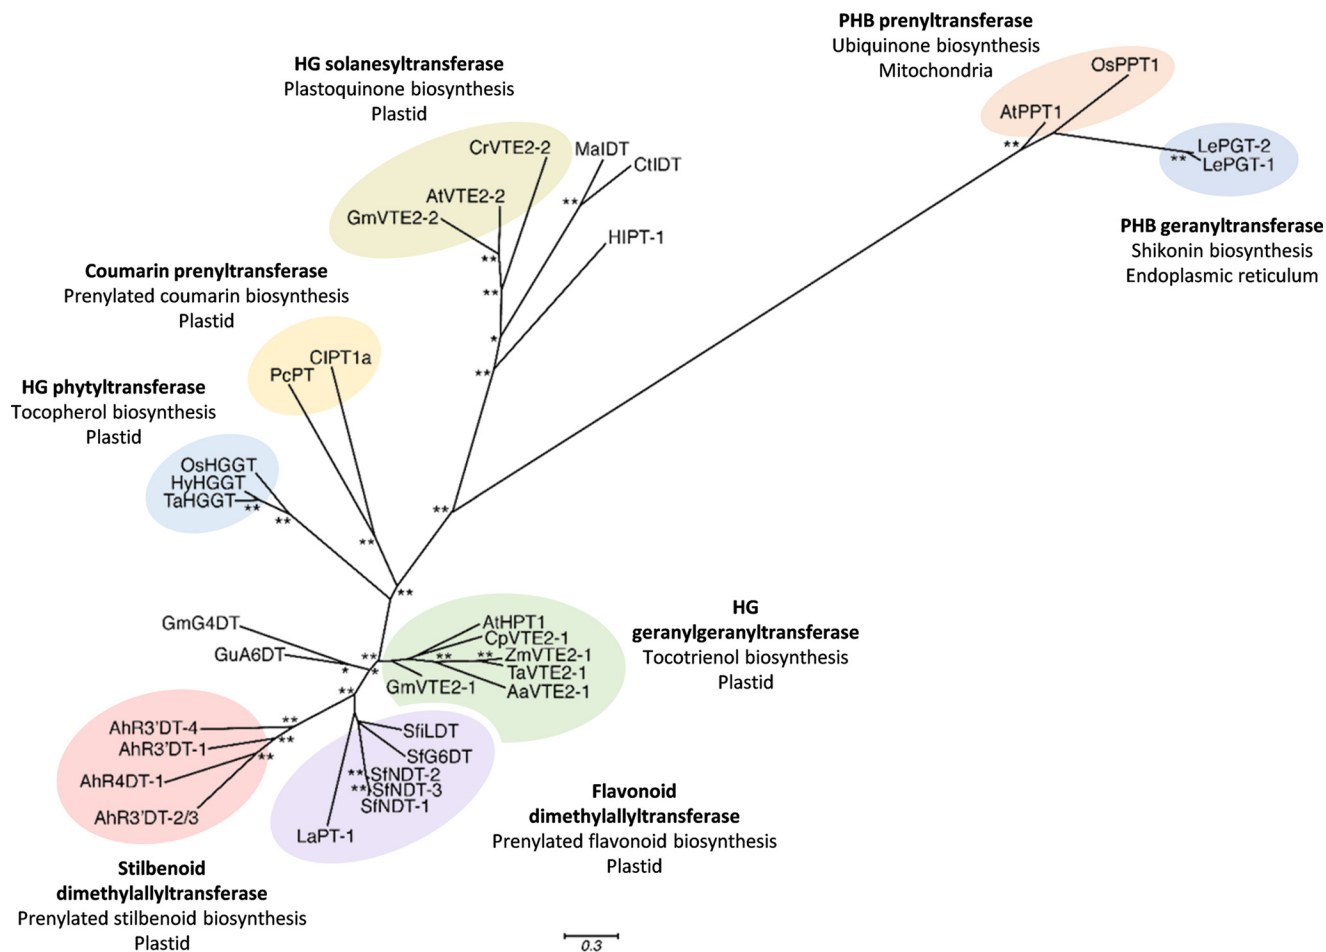 PHB prenyltransferase
Ubiquinone biosynthesis
Mitochondria
OsPPT1
AtPPT1
**
LePGT-2
** LePGT-1
PHB geranyltransferase
Shikonin biosynthesis
Endoplasmic reticulum
HG solanesyltransferase
Plastoquinone biosynthesis
Plastid
CrVTE2-2
AtVTE2-2
GmVTE2-2
**
**
MaIDT
CtIDT
**
HlPT-1
*
**
Coumarin prenyltransferase
Prenylated coumarin biosynthesis
Plastid
ClPT1a
PcPT
**
HG phytyltransferase
Tocopherol biosynthesis
Plastid
OsHGGT
HyHGGT
TaHGGT
**
**
**
**
GmG4DT
GuA6DT
*
**
*
**
HG
geranylgeranyltransferase
Tocotrienol biosynthesis
Plastid
AtHPT1
CpVTE2-1
** ** ZmVTE2-1
TaVTE2-1
GmVTE2-1
AaVTE2-1
AhR3'DT-4
**
AhR3'DT-1
**
AhR4DT-1
**
AhR3'DT-2/3
Stilbenoid
dimethylallyltransferase
Prenylated stilbenoid biosynthesis
Plastid
SfiLDT
SfG6DT
** SfNDT-2
** SfNDT-3
SfNDT-1
LaPT-1
Flavonoid
dimethylallyltransferase
Prenylated flavonoid biosynthesis
Plastid
0.3